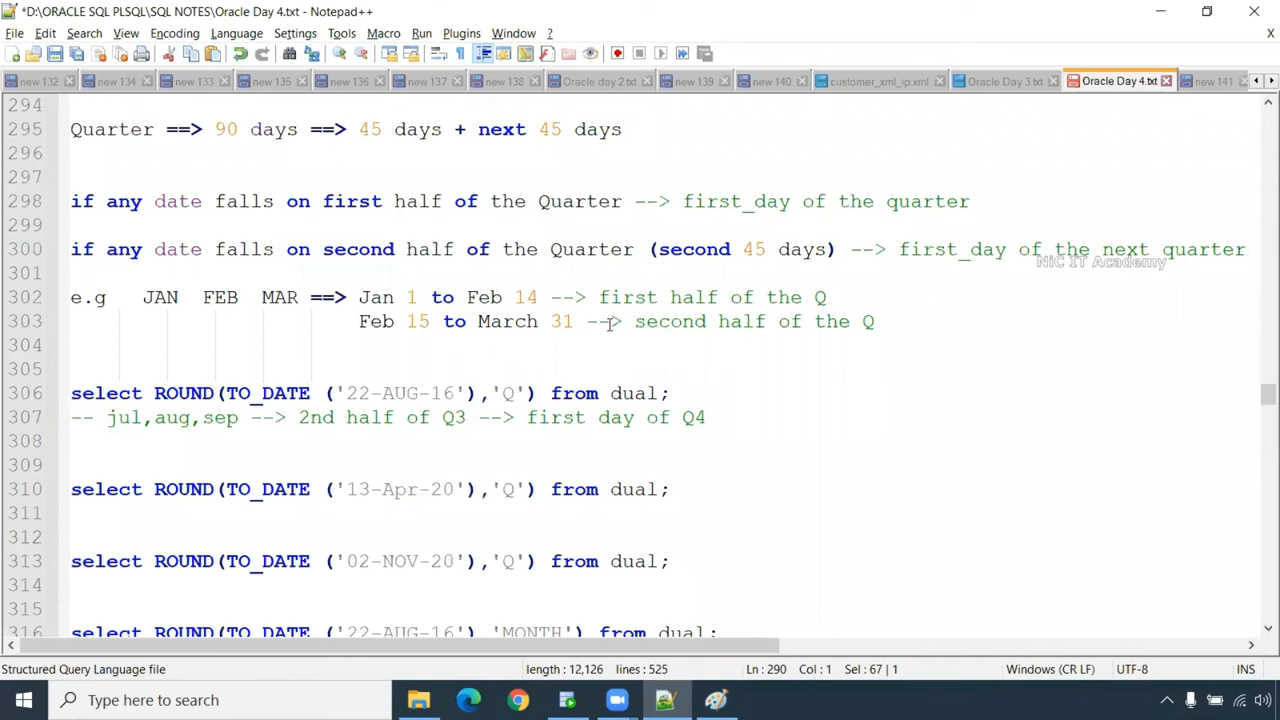 *D:\ORACLE SQL PLSQL\SQL NOTES\Oracle Day 4.txt - Notepad++
File Edit Search View Encoding Language Settings Tools Macro Run Plugins Window ? X
new 132 new 134 new 133 new 135 new 136 new 137 new 138 Oracle day 2.txt new 139 new 140 customer_xml_ip.xml Oracle Day 3.txt Oracle Day 4.txt new 141
294
295 Quarter ==> 90 days ==> 45 days + next 45 days
296
297
298 if any date falls on first half of the Quarter --> first_day of the quarter
299
300 if any date falls on second half of the Quarter (second 45 days) --> first_day of the next quarter
NiC IT Academy
301
302 e.g JAN FEB MAR ==> Jan 1 to Feb 14 --> first half of the Q
303 Feb 15 to March 31 --> second half of the Q
304
305
306 select ROUND(TO_DATE ('22-AUG-16'),'Q') from dual;
307 -- jul,aug,sep --> 2nd half of Q3 --> first day of Q4
308
309
310 select ROUND(TO_DATE ('13-Apr-20'),'Q') from dual;
311
312
313 select ROUND(TO_DATE ('02-NOV-20'),'Q') from dual;
314
315
316 select ROUND(TO_DATE ('22-AUG-16') 'MONTH') from dual;
Structured Query Language file length : 12,126 lines : 525 Ln : 290 Col : 1 Sel : 67 | 1 Windows (CR LF) UTF-8 INS
Type here to search